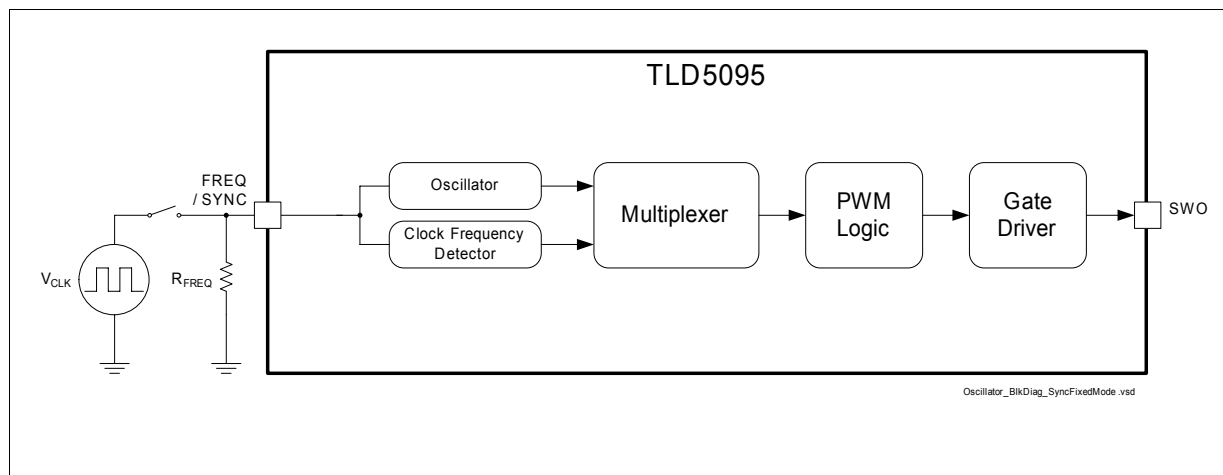 TLD5095
FREQ
/ SYNC
Oscillator
Clock Frequency
Detector
Multiplexer
PWM
Logic
Gate
Driver
SWO
VCLK
RFREQ
Oscillator_BlkDiag_SyncFixedMode .vsd